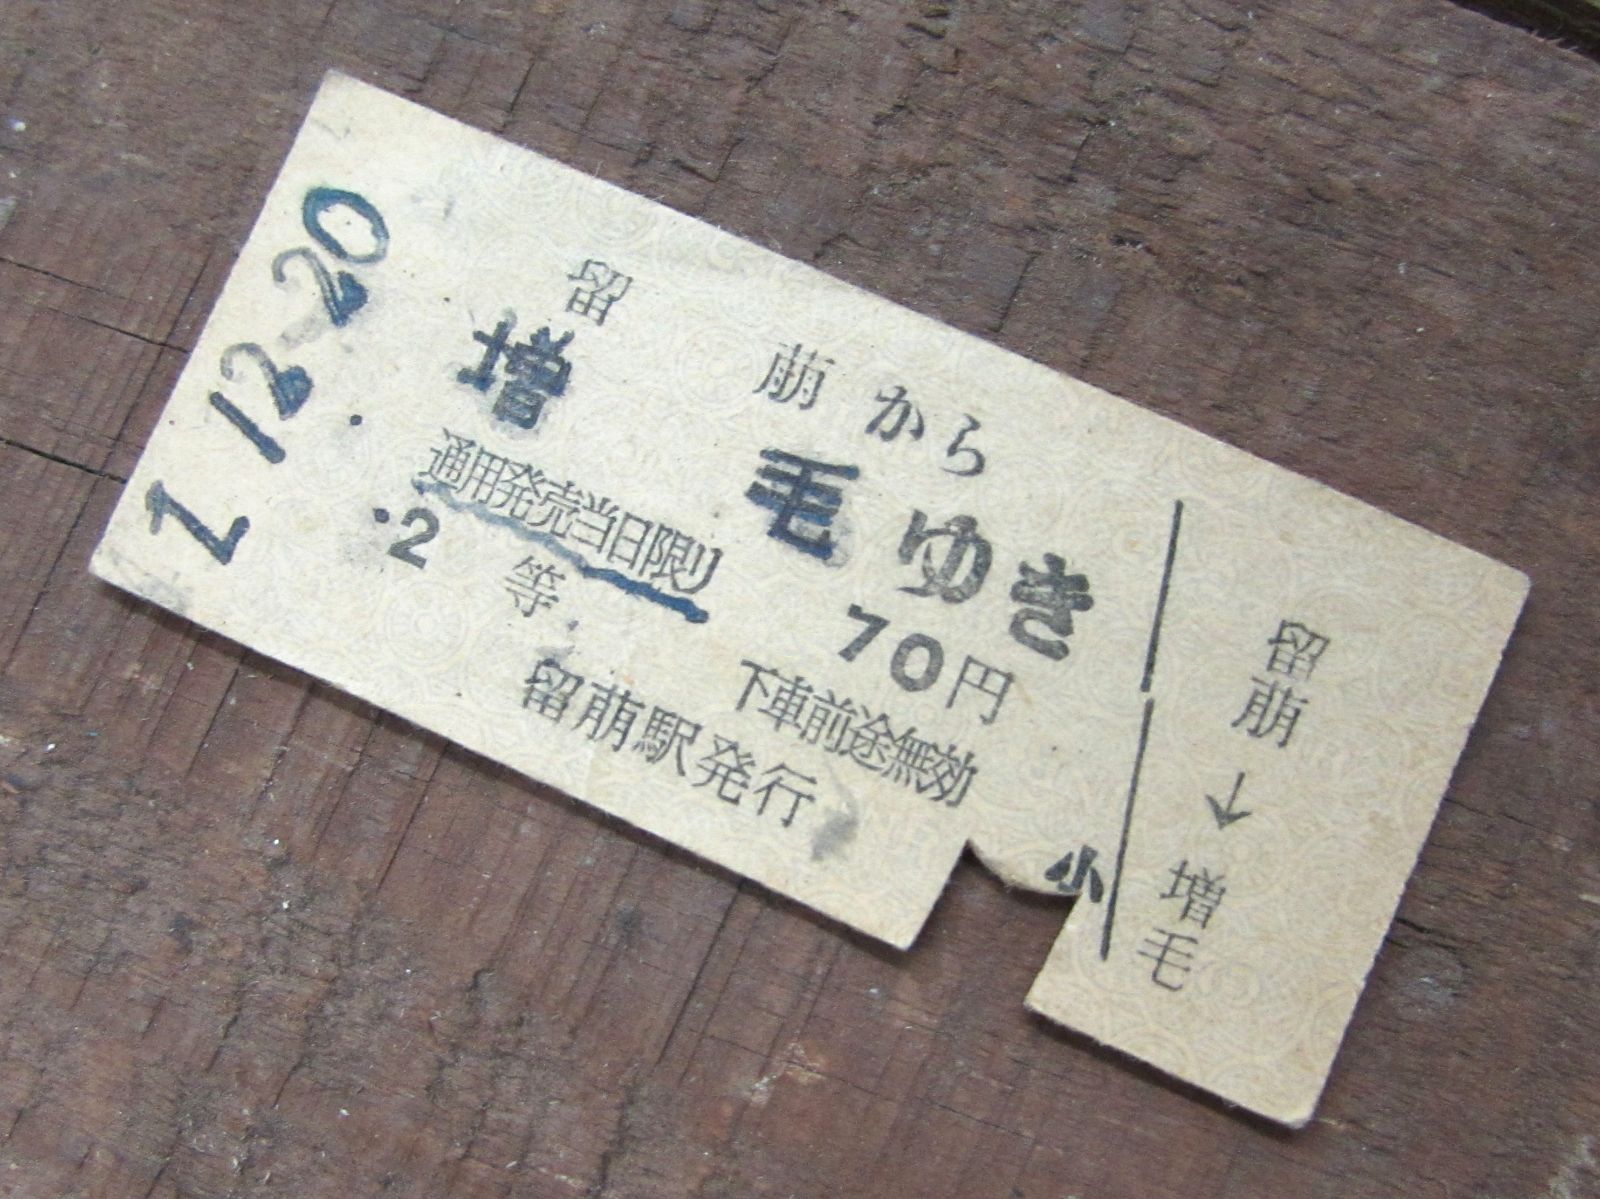 12-20
留萌から
増毛ゆき
通用発売当日限り
2等 70円
下車前途無効
留萌駅発行
小
留萌
↓
増毛